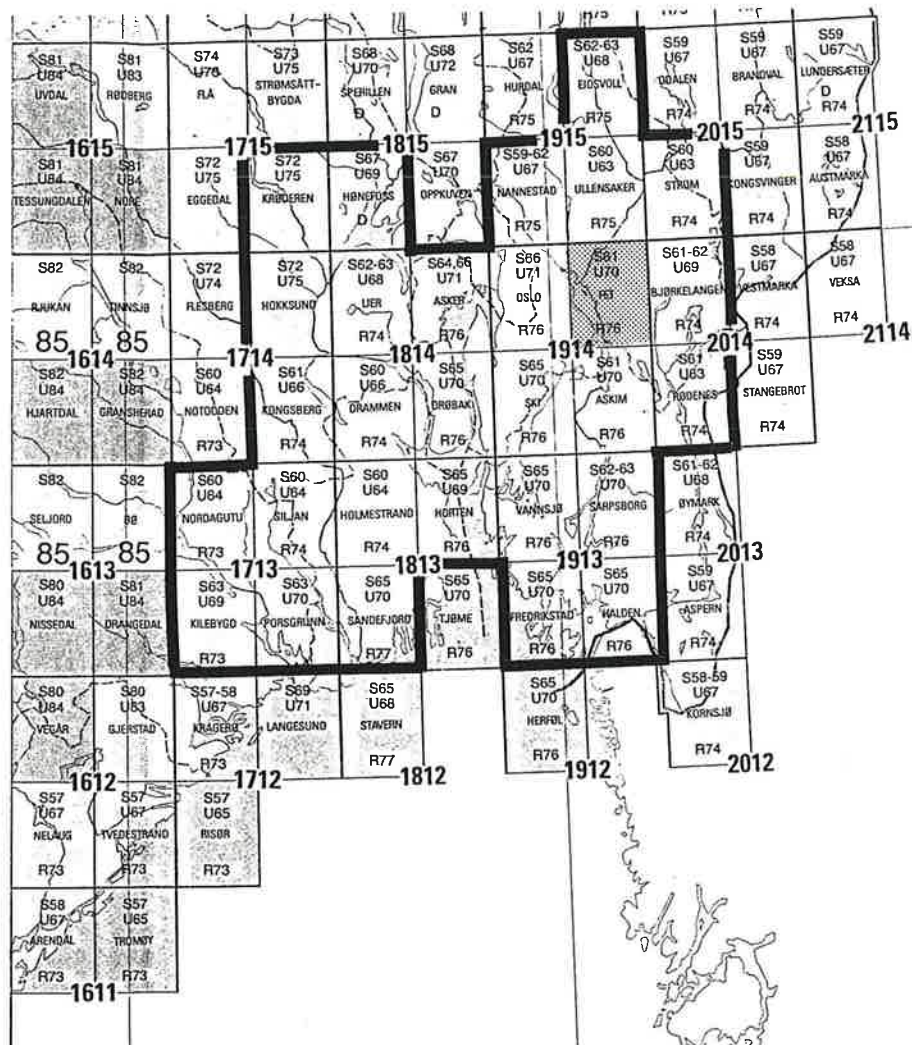 R75 R75
S81 U84 UVDAL
S81 U83 RØDBERG
S74 U76 FLÅ
S73 U75 STRØMSÅTT-BYGDA
S68 U70 SPERILLEN D
S68 U72 GRAN D
S62 U67 HURDAL R75
S62-63 U68 EIDSVOLL R75
S59 U67 ODALEN R74
S59 U67 BRANDVAL R74
S59 U67 LUNDERSÆTER D R74
1615 1715 1815 1915 2015 2115
S81 U84 TESSUNGDALEN
S81 U84 NORE
S72 U75 EGGEDAL
S72 U75 KRØDEREN
S67 U69 HØNEFOSS D
S67 U70 OPPKUVEN
S59-62 U67 NANNESTAD R75
S60 U63 ULLENSAKER R75
S60 U63 STRØM R74
S59 U67 KONGSVINGER R74
S58 U67 AUSTMARKA R74
S82 RJUKAN 85
S82 TINNSJØ 85
S72 U74 FLESBERG
S72 U75 HOKKSUND
S62-63 U68 LIER R74
S64,66 U71 ASKER R76
S66 U71 OSLO R76
S81 U70 FET R76
S61-62 U69 BJØRKELANGEN R74
S58 U67 VESTMARKA R74
S58 U67 VEKSA R74
1614 1714 1814 1914 2014 2114
S82 U84 HJARTDAL
S82 U84 GRANSHERAD
S60 U64 NOTODDEN R73
S61 U66 KONGSBERG R74
S60 U66 DRAMMEN R74
S65 U70 DRØBAK R76
S65 U70 SKI R76
S61 U70 ASKIM R76
S61 U63 RØDENES R74
S59 U67 STANGEBROT R74
S82 SELJORD 85
S82 BØ 85
S60 U64 NORDAGUTU R73
S60 U64 SILJAN R74
S60 U64 HOLMESTRAND R74
S65 U69 HORTEN R76
S65 U70 VANNSJØ R76
S62-63 U70 SARPSBORG R76
S61-62 U68 ØYMARK R74
1613 1713 1813 1913 2013
S80 U84 NISSEDAL
S81 U84 DRANGEDAL
S63 U69 KILEBYGD R73
S63 U70 PORSGRUNN R74
S65 U70 SANDEFJORD R77
S65 U70 TJØME R76
S65 U70 FREDRIKSTAD R76
S65 U70 HALDEN R76
S59 U67 ASPERN R74
S80 U84 VEGÅR
S80 U83 GJERSTAD
S57-58 U67 KRAGERØ R73
S69 U71 LANGESUND
S65 U68 STAVERN R77
S65 U70 HERFØL R76
S58-59 U67 KORNSJØ R74
1612 1712 1812 1912 2012
S57 U67 NELAUG R73
S57 U67 TVEDESTRAND R73
S57 U65 RISØR R73
S58 U67 ARENDAL R73
S57 U65 TROMØY R73
1611